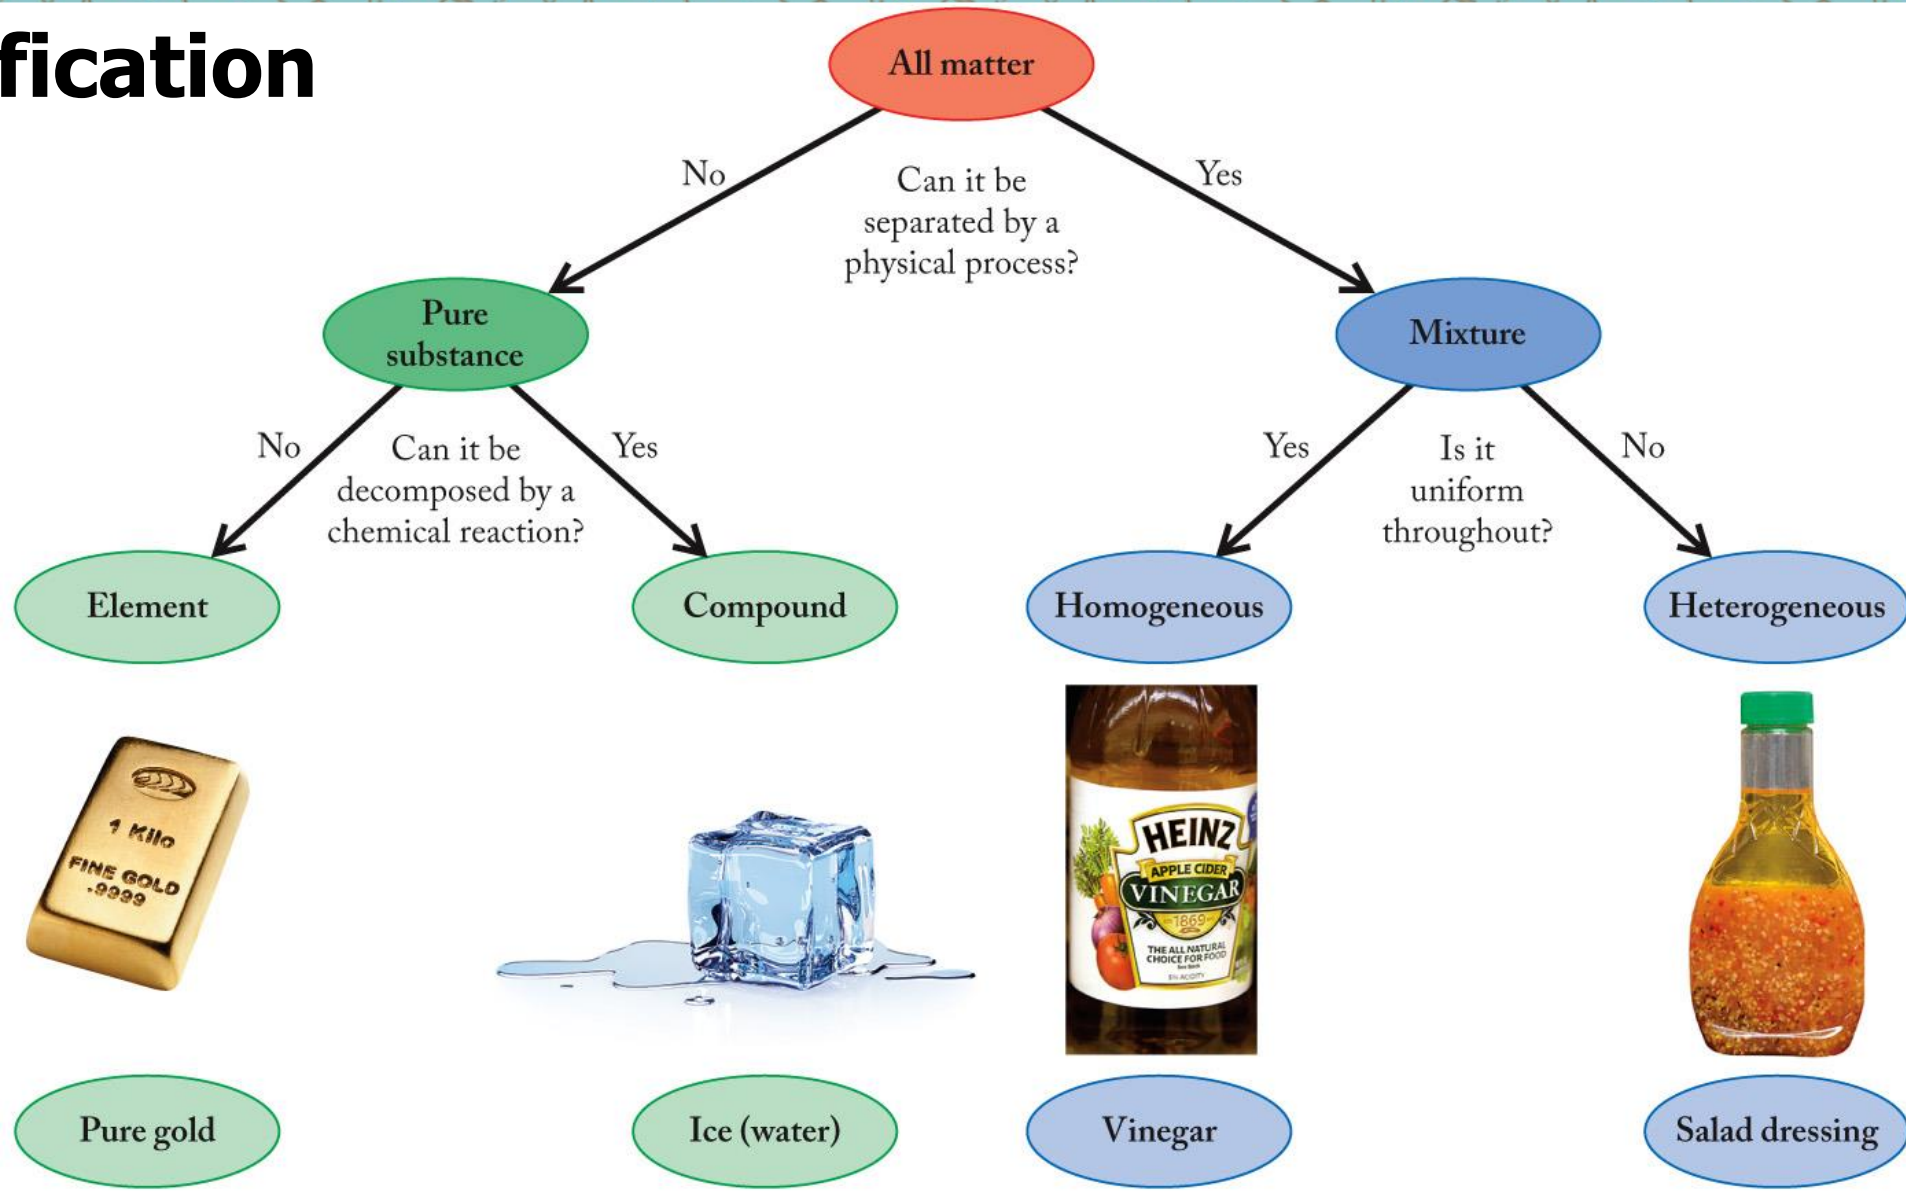 fication
All matter
No
Can it be
separated by a
physical process?
Yes
Pure
substance
Mixture
No
Can it be
decomposed by a
chemical reaction?
Yes
Yes
Is it
uniform
throughout?
No
Element
Compound
Homogeneous
Heterogeneous
1 Kilo
FINE GOLD
.9999
HEINZ
APPLE CIDER
VINEGAR
1869
THE ALL NATURAL
CHOICE FOR FOOD
5% ACIDITY
Pure gold
Ice (water)
Vinegar
Salad dressing